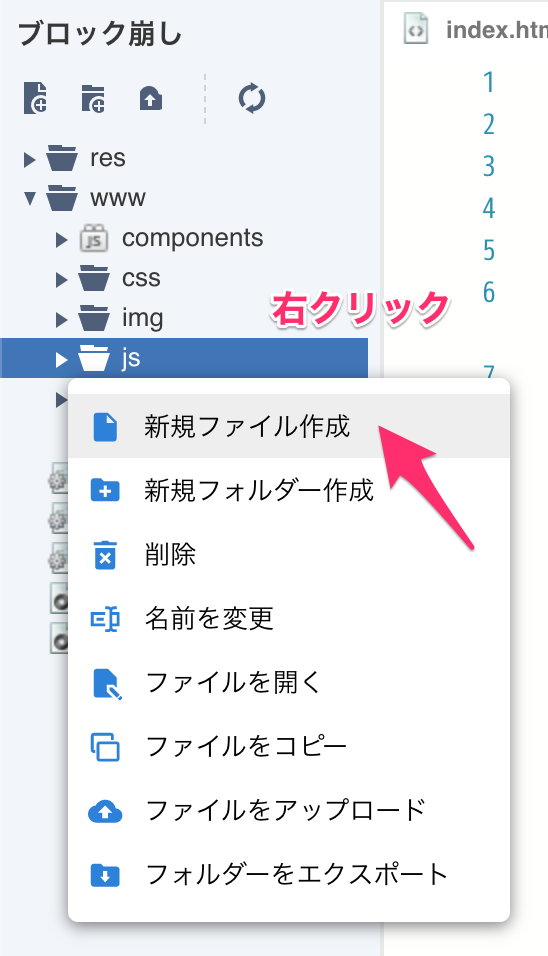 ブロック崩し
index.htm
res
www
components
css
img
js
1
2
3
4
5
6
7
右クリック
新規ファイル作成
新規フォルダー作成
削除
名前を変更
ファイルを開く
ファイルをコピー
ファイルをアップロード
フォルダーをエクスポート